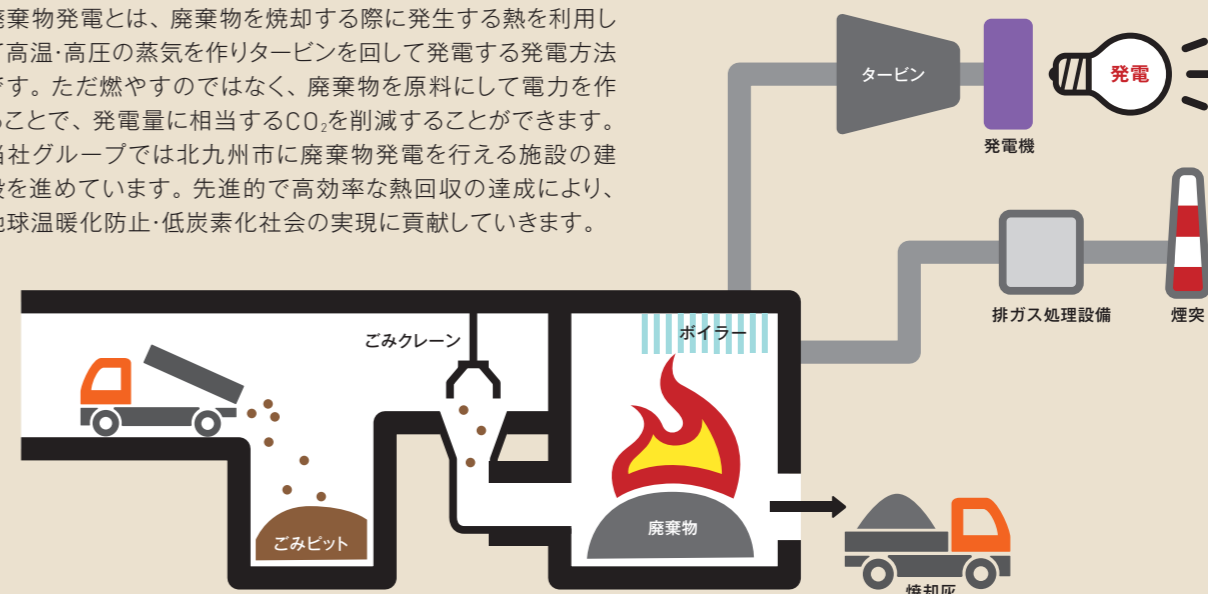 廃棄物発電とは、廃棄物を焼却する際に発生する熱を利用し
て高温・高圧の蒸気を作りタービンを回して発電する発電方法
です。ただ燃やすのではなく、廃棄物を原料にして電力を作
ることで、発電量に相当するCO₂を削減することができます。
当社グループでは北九州市に廃棄物発電を行える施設の建
設を進めています。先進的で高効率な熱回収の達成により、
地球温暖化防止・低炭素化社会の実現に貢献していきます。
タービン
発電
発電機
排ガス処理設備
煙突
ごみクレーン
ボイラー
廃棄物
ごみピット
焼却灰